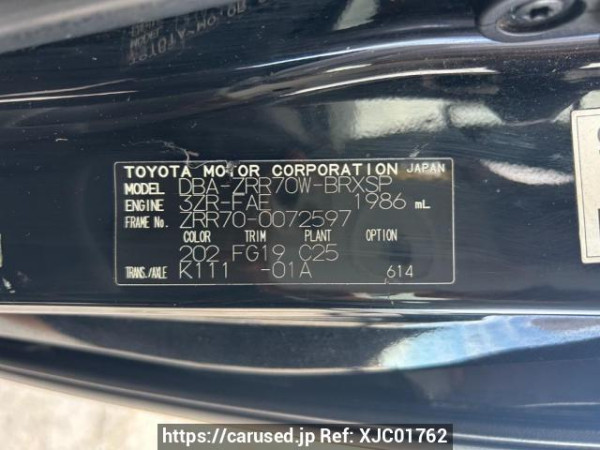 TOYOTA MOTOR CORPORATION JAPAN
MODEL DBA-ZRR70W-BRXSP
ENGINE 3ZR-FAE 1986 mL
FRAME No. ZRR70-0072597
COLOR TRIM PLANT OPTION
202 FG19 C25
TRANS./AXLE K111 -01A 614
https://carused.jp Ref: XJC01762